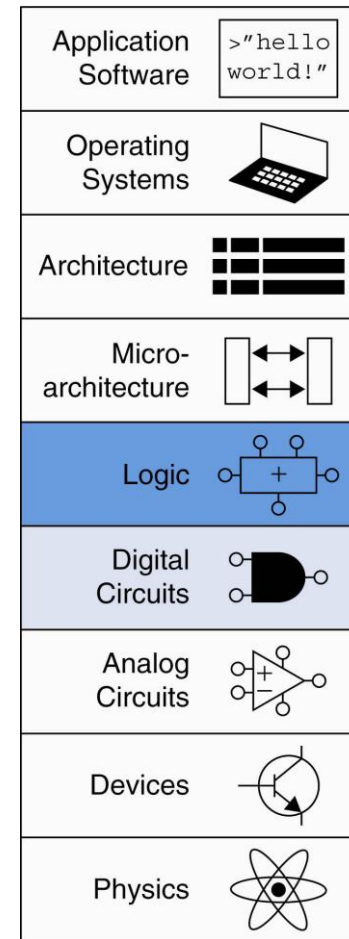 Application
Software
>"hello
world!"
Operating
Systems
Architecture
Micro-
architecture
Logic
+
Digital
Circuits
Analog
Circuits
+
−
Devices
Physics